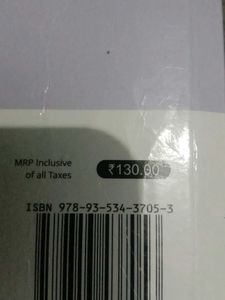 MRP Inclusive
of all Taxes
₹130.00
ISBN 978-93-534-3705-3